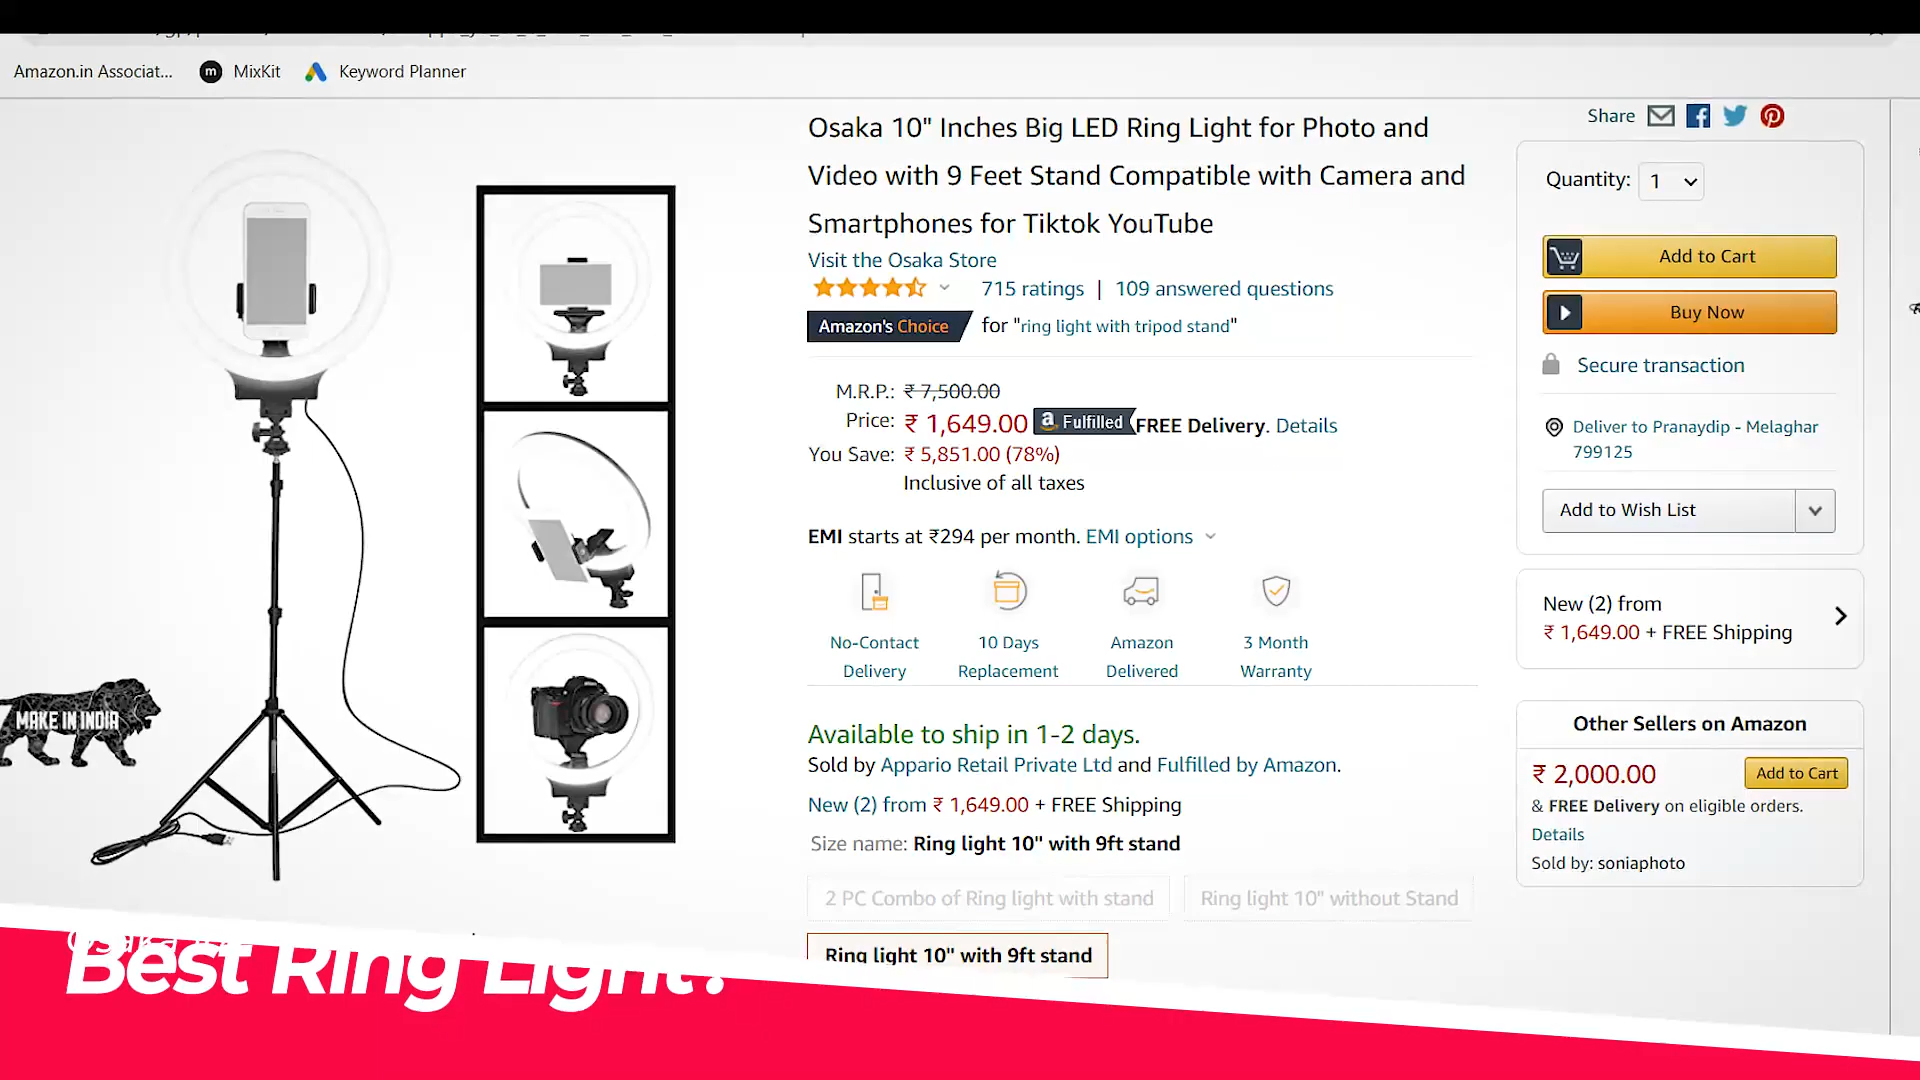 Amazon.in Associat...
MixKit
Keyword Planner
Osaka 10" Inches Big LED Ring Light for Photo and
Video with 9 Feet Stand Compatible with Camera and
Smartphones for Tiktok YouTube
Visit the Osaka Store
715 ratings | 109 answered questions
Amazon's Choice for "ring light with tripod stand"
M.R.P.: ₹ 7,500.00
Price: ₹ 1,649.00 a Fulfilled FREE Delivery. Details
You Save: ₹ 5,851.00 (78%)
Inclusive of all taxes
EMI starts at ₹294 per month. EMI options
No-Contact
Delivery
10 Days
Replacement
Amazon
Delivered
3 Month
Warranty
Available to ship in 1-2 days.
Sold by Appario Retail Private Ltd and Fulfilled by Amazon.
New (2) from ₹ 1,649.00 + FREE Shipping
Size name: Ring light 10" with 9ft stand
2 PC Combo of Ring light with stand
Ring light 10" without Stand
Ring light 10" with 9ft stand
Share
Quantity: 1
Add to Cart
Buy Now
Secure transaction
Deliver to Pranaydip - Melaghar
799125
Add to Wish List
New (2) from
₹ 1,649.00 + FREE Shipping
Other Sellers on Amazon
₹ 2,000.00
Add to Cart
& FREE Delivery on eligible orders.
Details
Sold by: soniaphoto
MAKE IN INDIA
Best Ring Light?